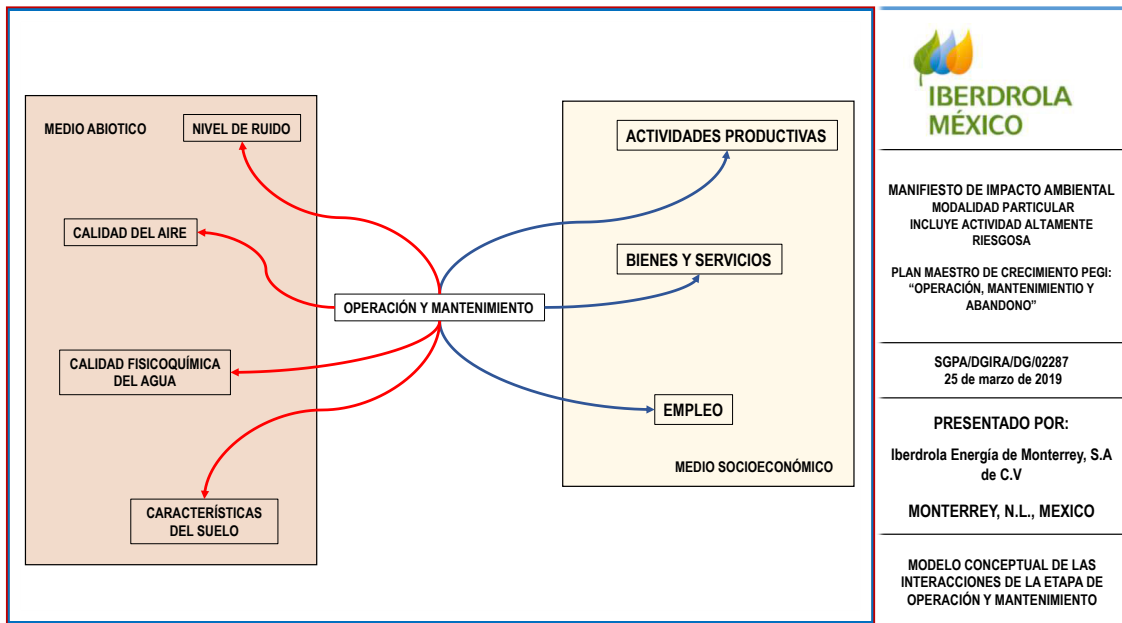 MEDIO ABIOTICO
NIVEL DE RUIDO
CALIDAD DEL AIRE
CALIDAD FISICOQUÍMICA
DEL AGUA
CARACTERÍSTICAS
DEL SUELO
OPERACIÓN Y MANTENIMIENTO
ACTIVIDADES PRODUCTIVAS
BIENES Y SERVICIOS
EMPLEO
MEDIO SOCIOECONÓMICO
IBERDROLA
MÉXICO
MANIFIESTO DE IMPACTO AMBIENTAL
MODALIDAD PARTICULAR
INCLUYE ACTIVIDAD ALTAMENTE
RIESGOSA
PLAN MAESTRO DE CRECIMIENTO PEGI:
“OPERACIÓN, MANTENIMIENTIO Y
ABANDONO”
SGPA/DGIRA/DG/02287
25 de marzo de 2019
PRESENTADO POR:
Iberdrola Energía de Monterrey, S.A
de C.V
MONTERREY, N.L., MEXICO
MODELO CONCEPTUAL DE LAS
INTERACCIONES DE LA ETAPA DE
OPERACIÓN Y MANTENIMIENTO